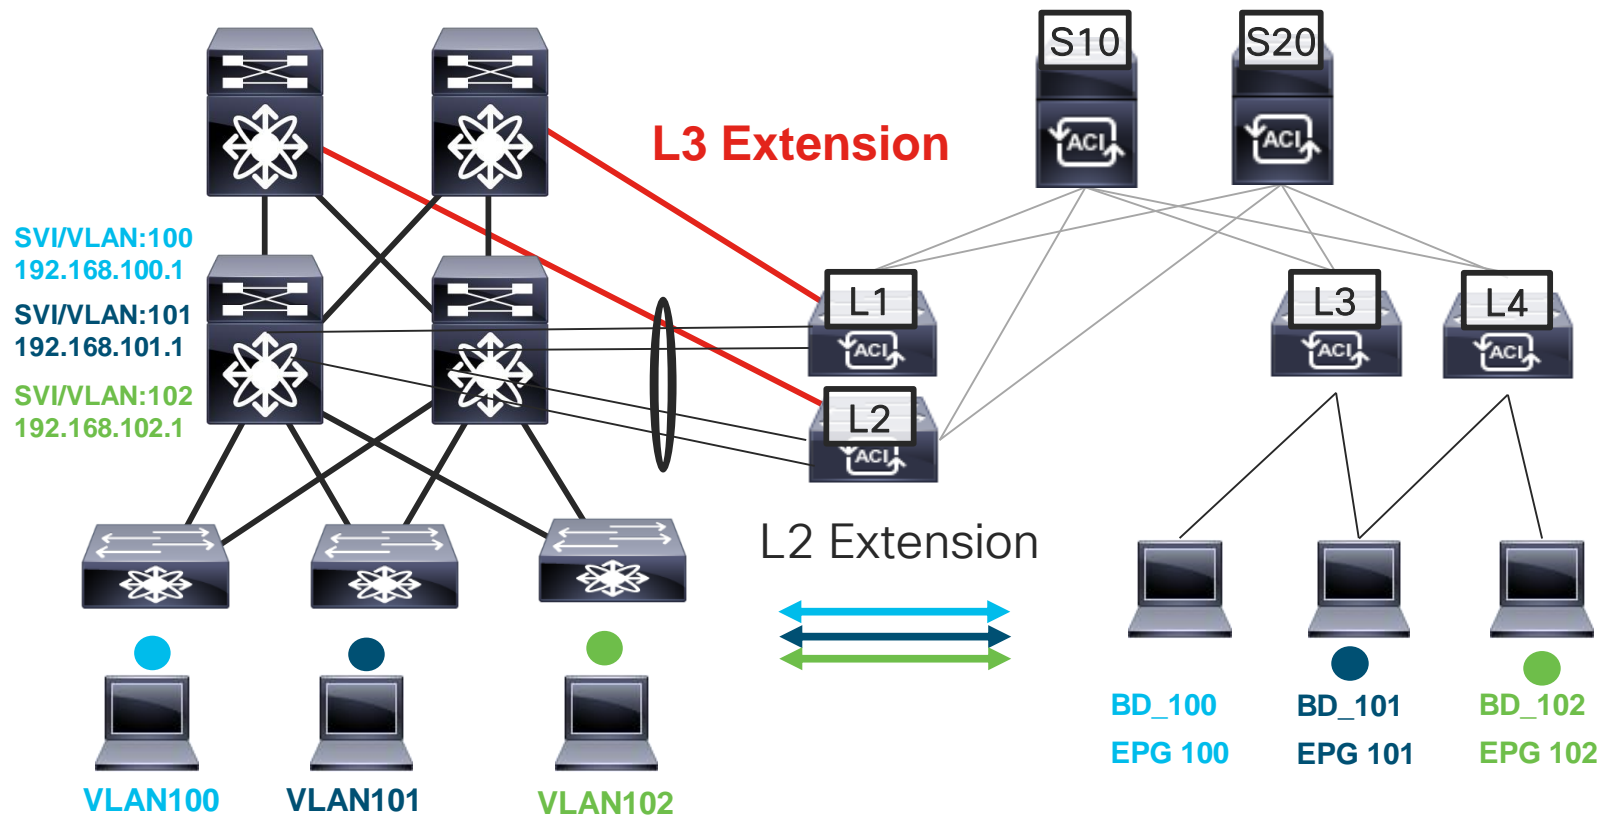 S10
S20
ACI
ACI
L3 Extension
SVI/VLAN:100
192.168.100.1
SVI/VLAN:101
192.168.101.1
SVI/VLAN:102
192.168.102.1
L1
ACI
L2
ACI
L3
ACI
L4
ACI
L2 Extension
VLAN100
VLAN101
VLAN102
BD_100
EPG 100
BD_101
EPG 101
BD_102
EPG 102